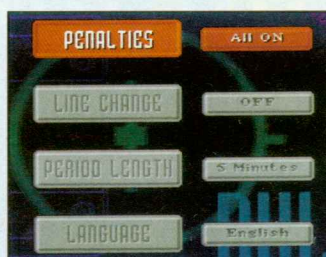 PENALTIES All ON
LINE CHANGE OFF
PERIOD LENGTH 5 Minutes
LANGUAGE English